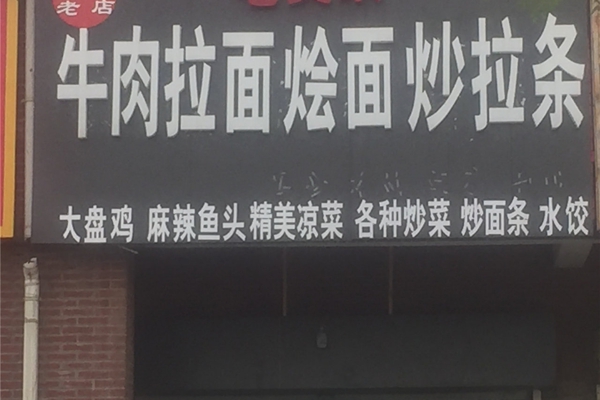 老店
牛肉拉面 烩面 炒拉条
大盘鸡 麻辣鱼头 精美凉菜 各种炒菜 炒面条 水饺